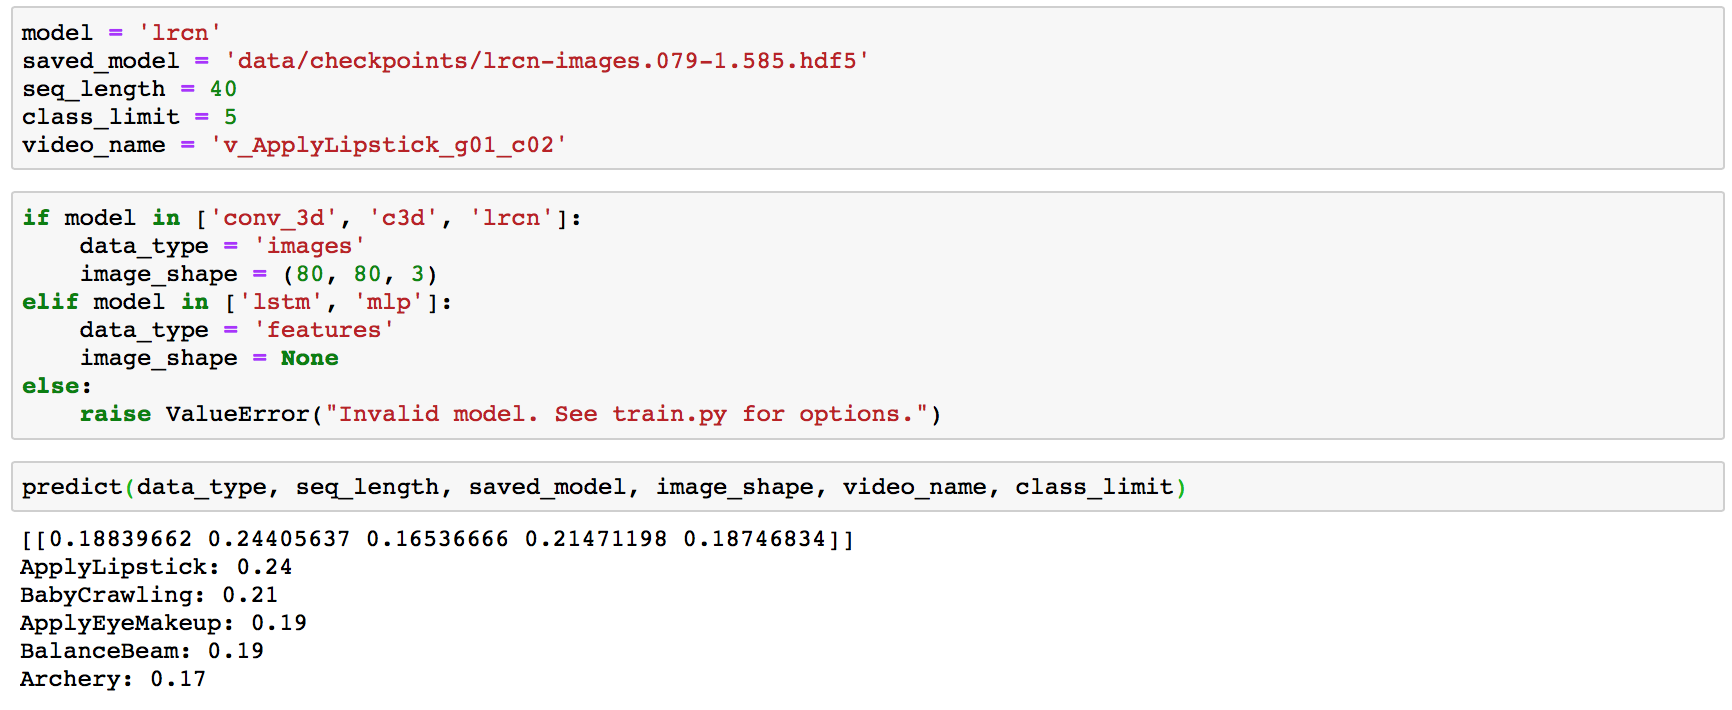 model = 'lrcn'
saved_model = 'data/checkpoints/lrcn-images.079-1.585.hdf5'
seq_length = 40
class_limit = 5
video_name = 'v_ApplyLipstick_g01_c02'
if model in ['conv_3d', 'c3d', 'lrcn']:
    data_type = 'images'
    image_shape = (80, 80, 3)
elif model in ['lstm', 'mlp']:
    data_type = 'features'
    image_shape = None
else:
    raise ValueError("Invalid model. See train.py for options.")
predict(data_type, seq_length, saved_model, image_shape, video_name, class_limit)
[[0.18839662 0.24405637 0.16536666 0.21471198 0.18746834]]
ApplyLipstick: 0.24
BabyCrawling: 0.21
ApplyEyeMakeup: 0.19
BalanceBeam: 0.19
Archery: 0.17